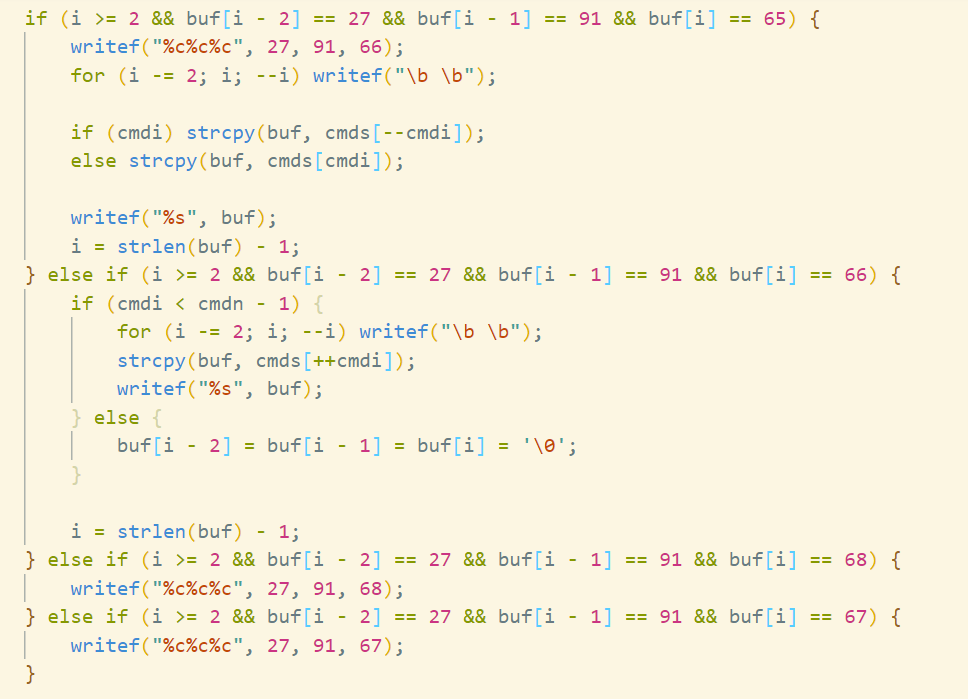 if (i >= 2 && buf[i - 2] == 27 && buf[i - 1] == 91 && buf[i] == 65) {
    writef("%c%c%c", 27, 91, 66);
    for (i -= 2; i; --i) writef("\b \b");

    if (cmdi) strcpy(buf, cmds[--cmdi]);
    else strcpy(buf, cmds[cmdi]);

    writef("%s", buf);
    i = strlen(buf) - 1;
} else if (i >= 2 && buf[i - 2] == 27 && buf[i - 1] == 91 && buf[i] == 66) {
    if (cmdi < cmdn - 1) {
        for (i -= 2; i; --i) writef("\b \b");
        strcpy(buf, cmds[++cmdi]);
        writef("%s", buf);
    } else {
        buf[i - 2] = buf[i - 1] = buf[i] = '\0';
    }

    i = strlen(buf) - 1;
} else if (i >= 2 && buf[i - 2] == 27 && buf[i - 1] == 91 && buf[i] == 68) {
    writef("%c%c%c", 27, 91, 68);
} else if (i >= 2 && buf[i - 2] == 27 && buf[i - 1] == 91 && buf[i] == 67) {
    writef("%c%c%c", 27, 91, 67);
}